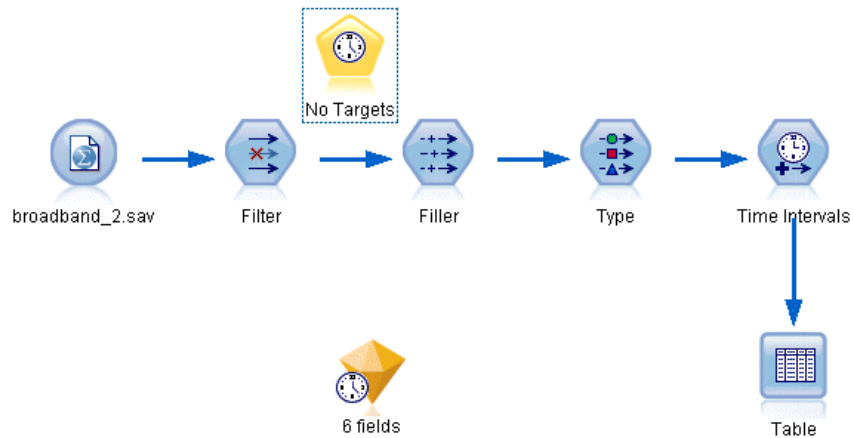 No Targets
broadband_2.sav
Filter
Filler
Type
Time Intervals
6 fields
Table